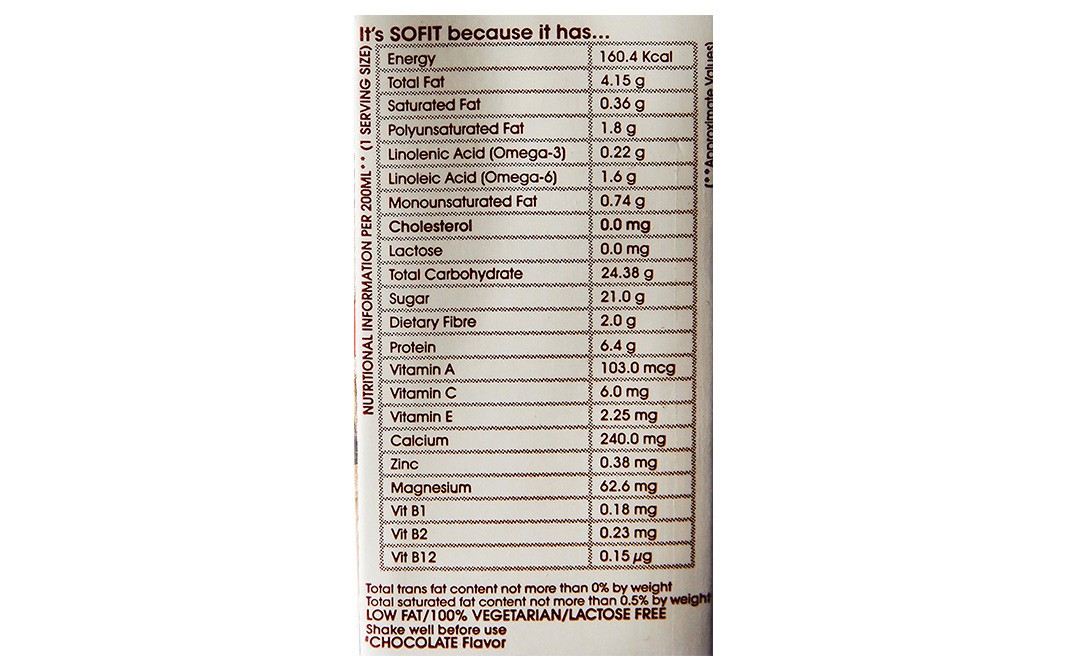 It's SOFIT because it has...
NUTRITIONAL INFORMATION PER 200ML** (1 SERVING SIZE)
(**Approximate Values)
Energy 160.4 Kcal
Total Fat 4.15 g
Saturated Fat 0.36 g
Polyunsaturated Fat 1.8 g
Linolenic Acid (Omega-3) 0.22 g
Linoleic Acid (Omega-6) 1.6 g
Monounsaturated Fat 0.74 g
Cholesterol 0.0 mg
Lactose 0.0 mg
Total Carbohydrate 24.38 g
Sugar 21.0 g
Dietary Fibre 2.0 g
Protein 6.4 g
Vitamin A 103.0 mcg
Vitamin C 6.0 mg
Vitamin E 2.25 mg
Calcium 240.0 mg
Zinc 0.38 mg
Magnesium 62.6 mg
Vit B1 0.18 mg
Vit B2 0.23 mg
Vit B12 0.15 µg
Total trans fat content not more than 0% by weight
Total saturated fat content not more than 0.5% by weight
LOW FAT/100% VEGETARIAN/LACTOSE FREE
Shake well before use
*CHOCOLATE Flavor